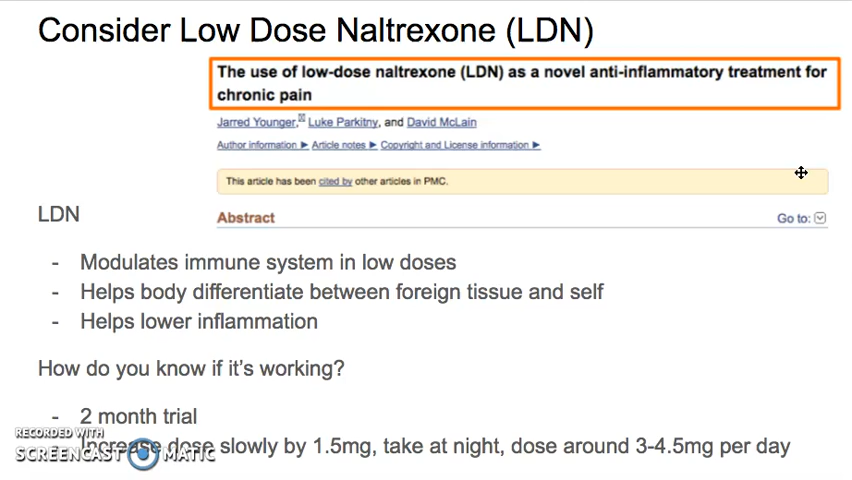 Consider Low Dose Naltrexone (LDN)
The use of low-dose naltrexone (LDN) as a novel anti-inflammatory treatment for
chronic pain
Jarred Younger, Luke Parkitny, and David McLain
Author information ▶ Article notes ▶ Copyright and License information ▶
This article has been cited by other articles in PMC.
LDN
Abstract Go to:
- Modulates immune system in low doses
- Helps body differentiate between foreign tissue and self
- Helps lower inflammation
How do you know if it's working?
- 2 month trial
RECORDED WITH
- Increase dose slowly by 1.5mg, take at night, dose around 3-4.5mg per day
SCREENCAST MATIC